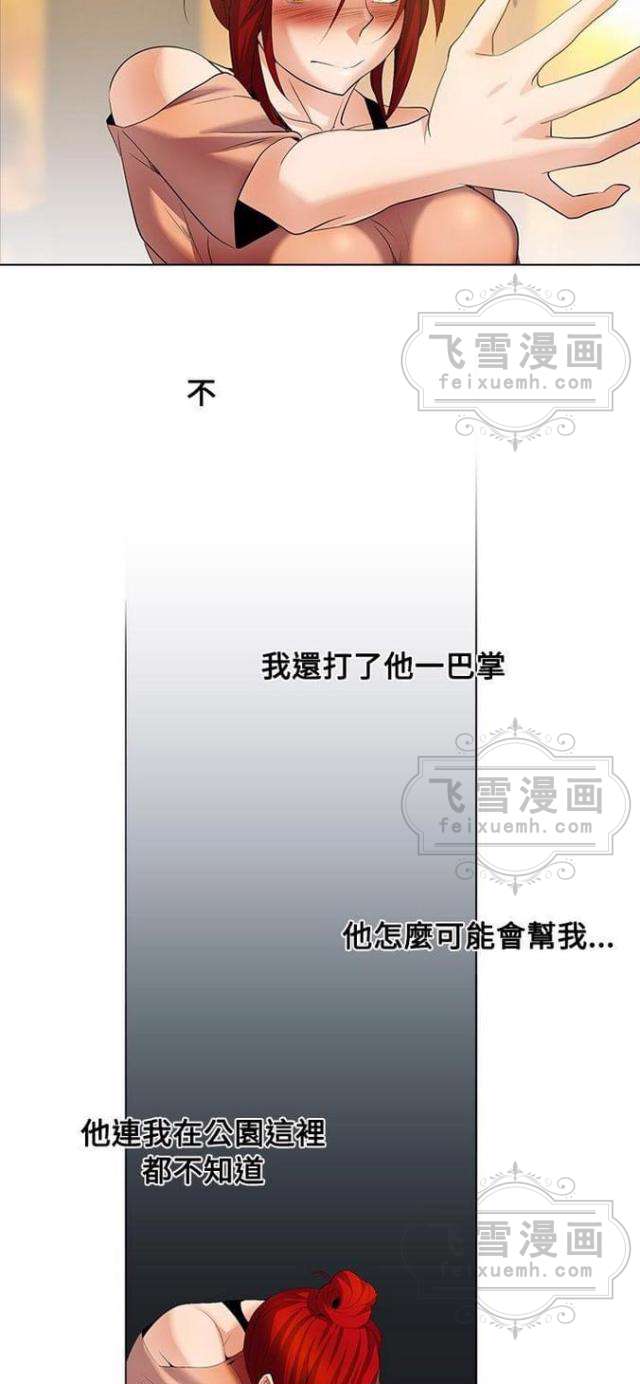 飞雪漫画
feixuemh.com
不
我還打了他一巴掌
飞雪漫画
feixuemh.com
他怎麼可能會幫我...
他連我在公園這裡
都不知道
飞雪漫画
feixuemh.com